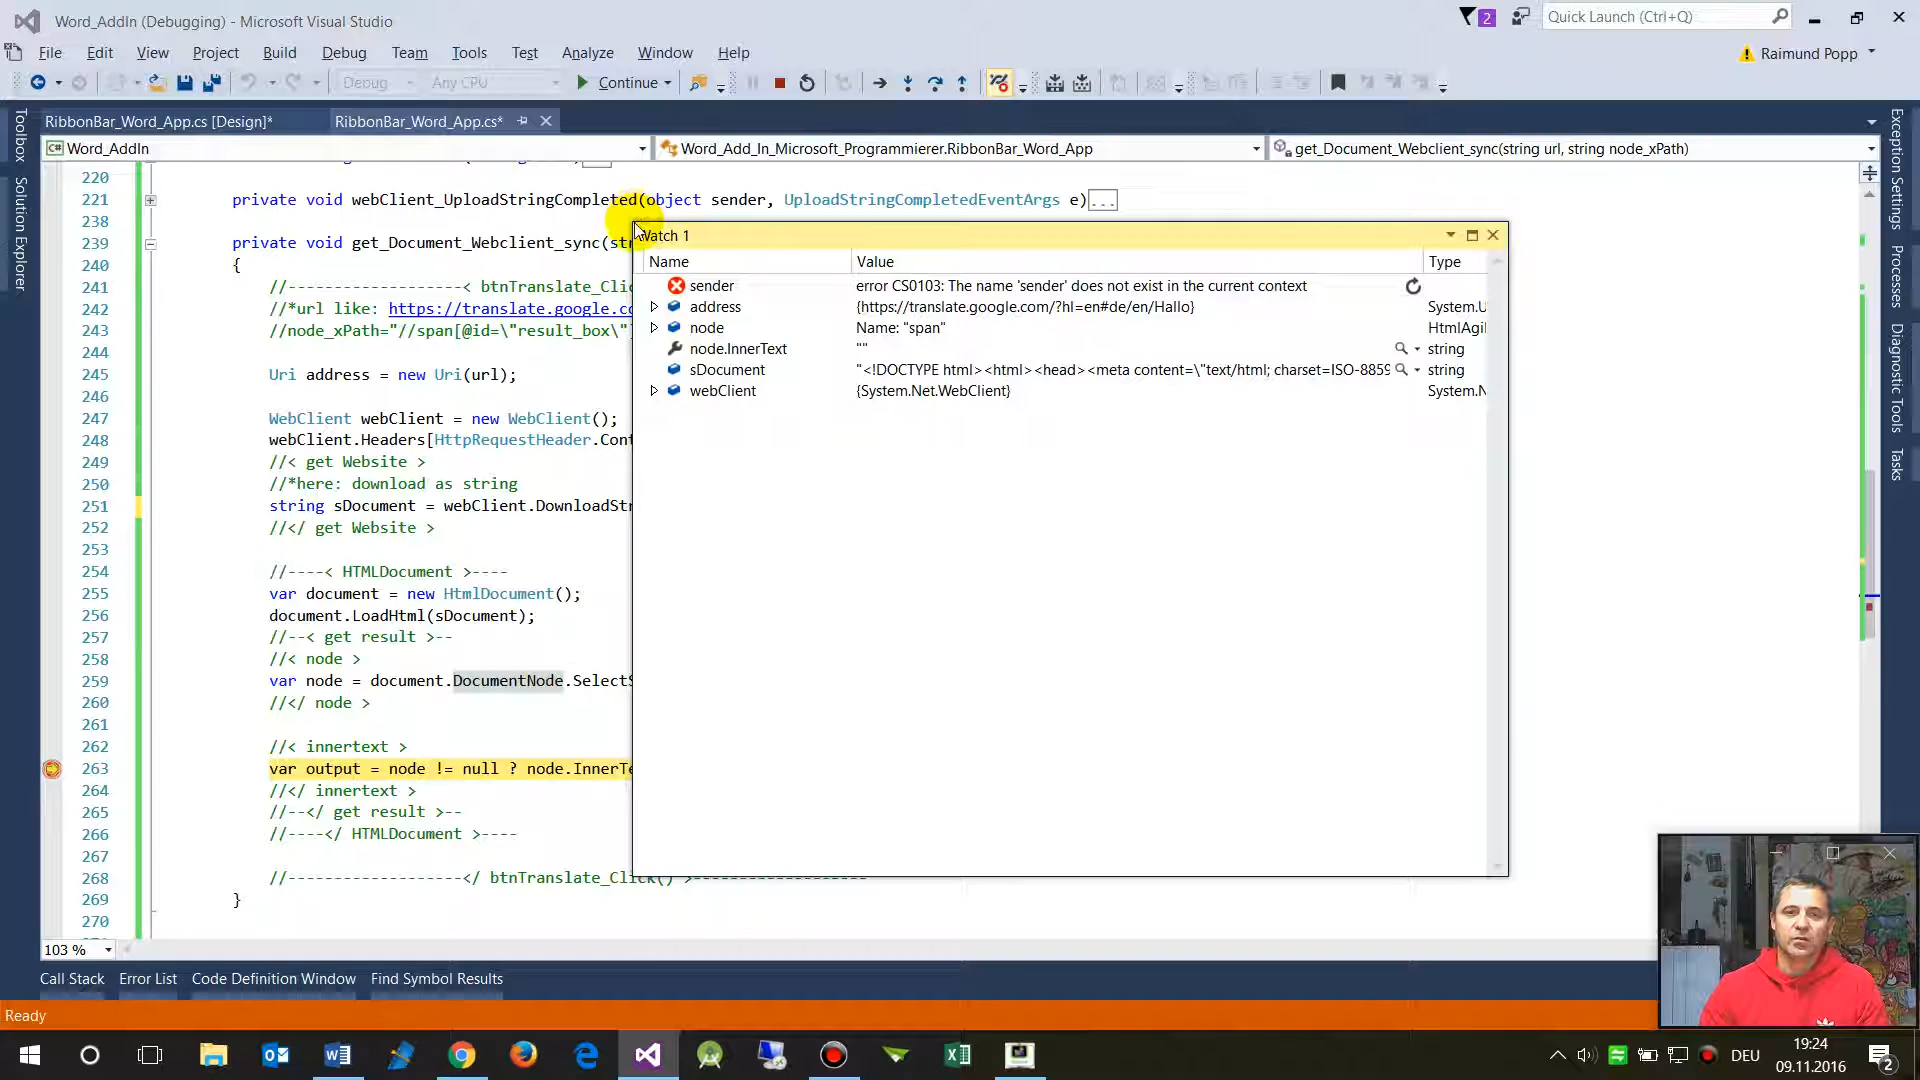 Word_AddIn (Debugging) - Microsoft Visual Studio
2
Quick Launch (Ctrl+Q)
File Edit View Project Build Debug Team Tools Test Analyze Window Help
Raimund Popp
Debug Any CPU Continue
RibbonBar_Word_App.cs [Design]* RibbonBar_Word_App.cs*
C# Word_AddIn Word_Add_In_Microsoft_Programmierer.RibbonBar_Word_App get_Document_Webclient_sync(string url, string node_xPath)
Toolbox
Solution Explorer
Exception Settings
Processes
Diagnostic Tools
Tasks
220
221 private void webClient_UploadStringCompleted(object sender, UploadStringCompletedEventArgs e)...
238
239 private void get_Document_Webclient_sync(str
240 {
241 //------------------< btnTranslate_Cli
242 //*url like: https://translate.google.co
243 //node_xPath="//span[@id=\"result_box\"]
244
245 Uri address = new Uri(url);
246
247 WebClient webClient = new WebClient();
248 webClient.Headers[HttpRequestHeader.Cont
249 //< get Website >
250 //*here: download as string
251 string sDocument = webClient.DownloadStr
252 //</ get Website >
253
254 //----< HTMLDocument >----
255 var document = new HtmlDocument();
256 document.LoadHtml(sDocument);
257 //--< get result >--
258 //< node >
259 var node = document.DocumentNode.SelectS
260 //</ node >
261
262 //< innertext >
263 var output = node != null ? node.InnerTe
264 //</ innertext >
265 //--</ get result >--
266 //----</ HTMLDocument >----
267
268 //------------------</ btnTranslate_Click() >-------------------
269 }
270
Watch 1
Name Value Type
sender error CS0103: The name 'sender' does not exist in the current context
address {https://translate.google.com/?hl=en#de/en/Hallo} System.U
node Name: "span" HtmlAgil
node.InnerText "" string
sDocument "<!DOCTYPE html><html><head><meta content=\"text/html; charset=ISO-8859 string
webClient {System.Net.WebClient} System.N
103 %
Call Stack Error List Code Definition Window Find Symbol Results
Ready
DEU
19:24
09.11.2016
2